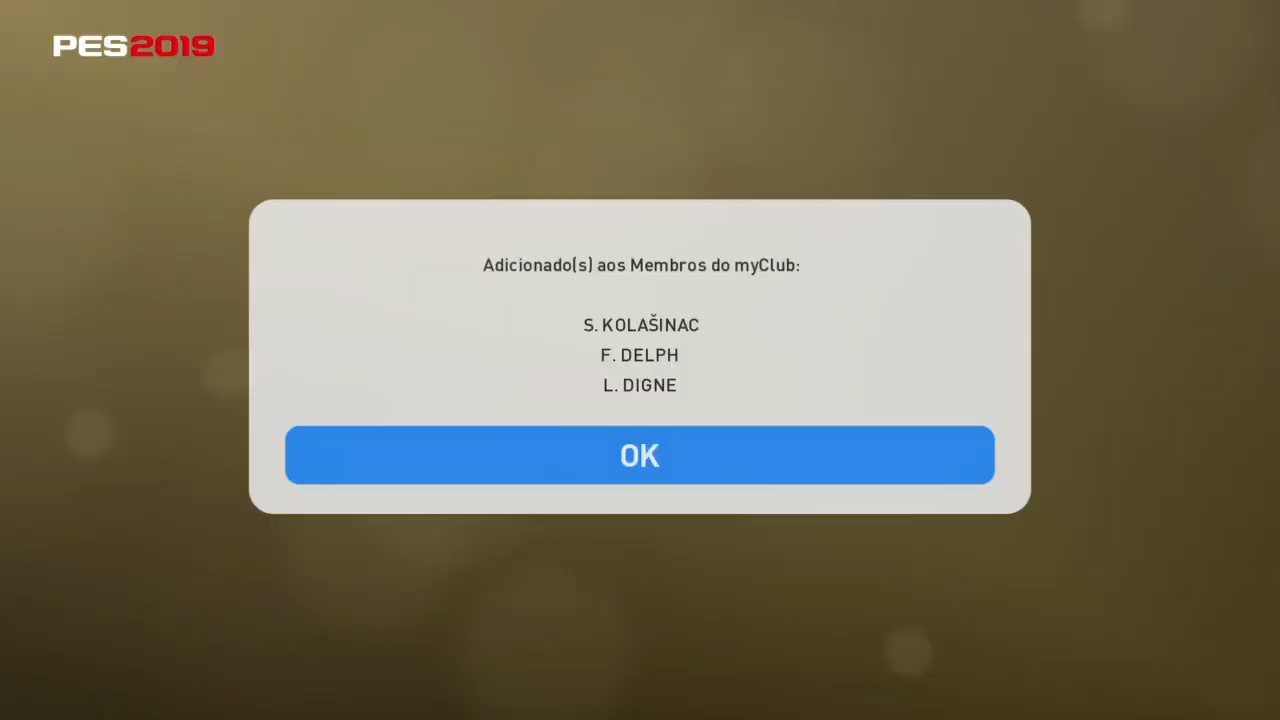 PES2019
Adicionado(s) aos Membros do myClub:
S. KOLAŠINAC
F. DELPH
L. DIGNE
OK